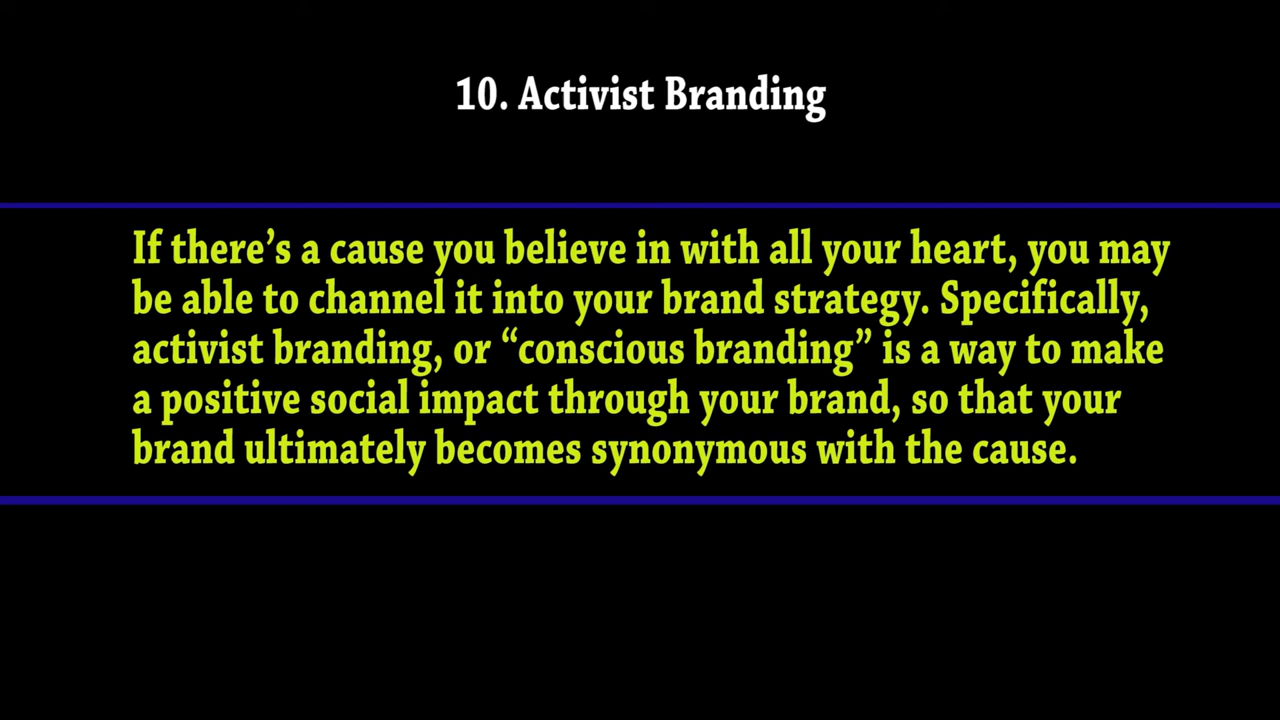 10. Activist Branding
If there’s a cause you believe in with all your heart, you may
be able to channel it into your brand strategy. Specifically,
activist branding, or “conscious branding” is a way to make
a positive social impact through your brand, so that your
brand ultimately becomes synonymous with the cause.